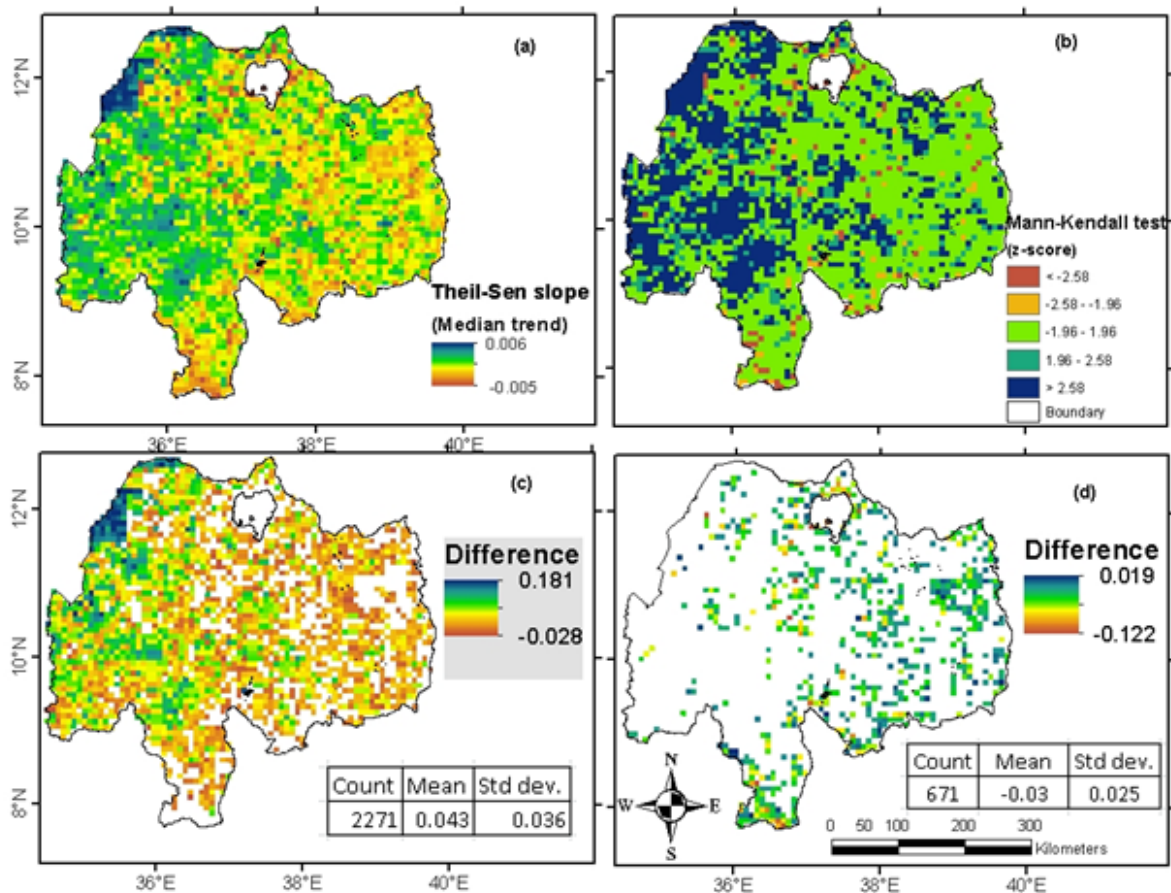 (a)
12°N
10°N
8°N
Theil-Sen slope
(Median trend)
0.006
-0.005
36°E
38°E
40°E
(b)
Mann-Kendall test
(z-score)
< -2.58
-2.58 - -1.96
-1.96 - 1.96
1.96 - 2.58
> 2.58
Boundary
36°E
38°E
40°E
(c)
12°N
10°N
8°N
Difference
0.181
-0.028
Count Mean Std dev.
2271 0.043 0.036
36°E
38°E
40°E
(d)
Difference
0.019
-0.122
Count Mean Std dev.
671 -0.03 0.025
N
W E
S
0 50 100 200 300
Kilometers
36°E
38°E
40°E